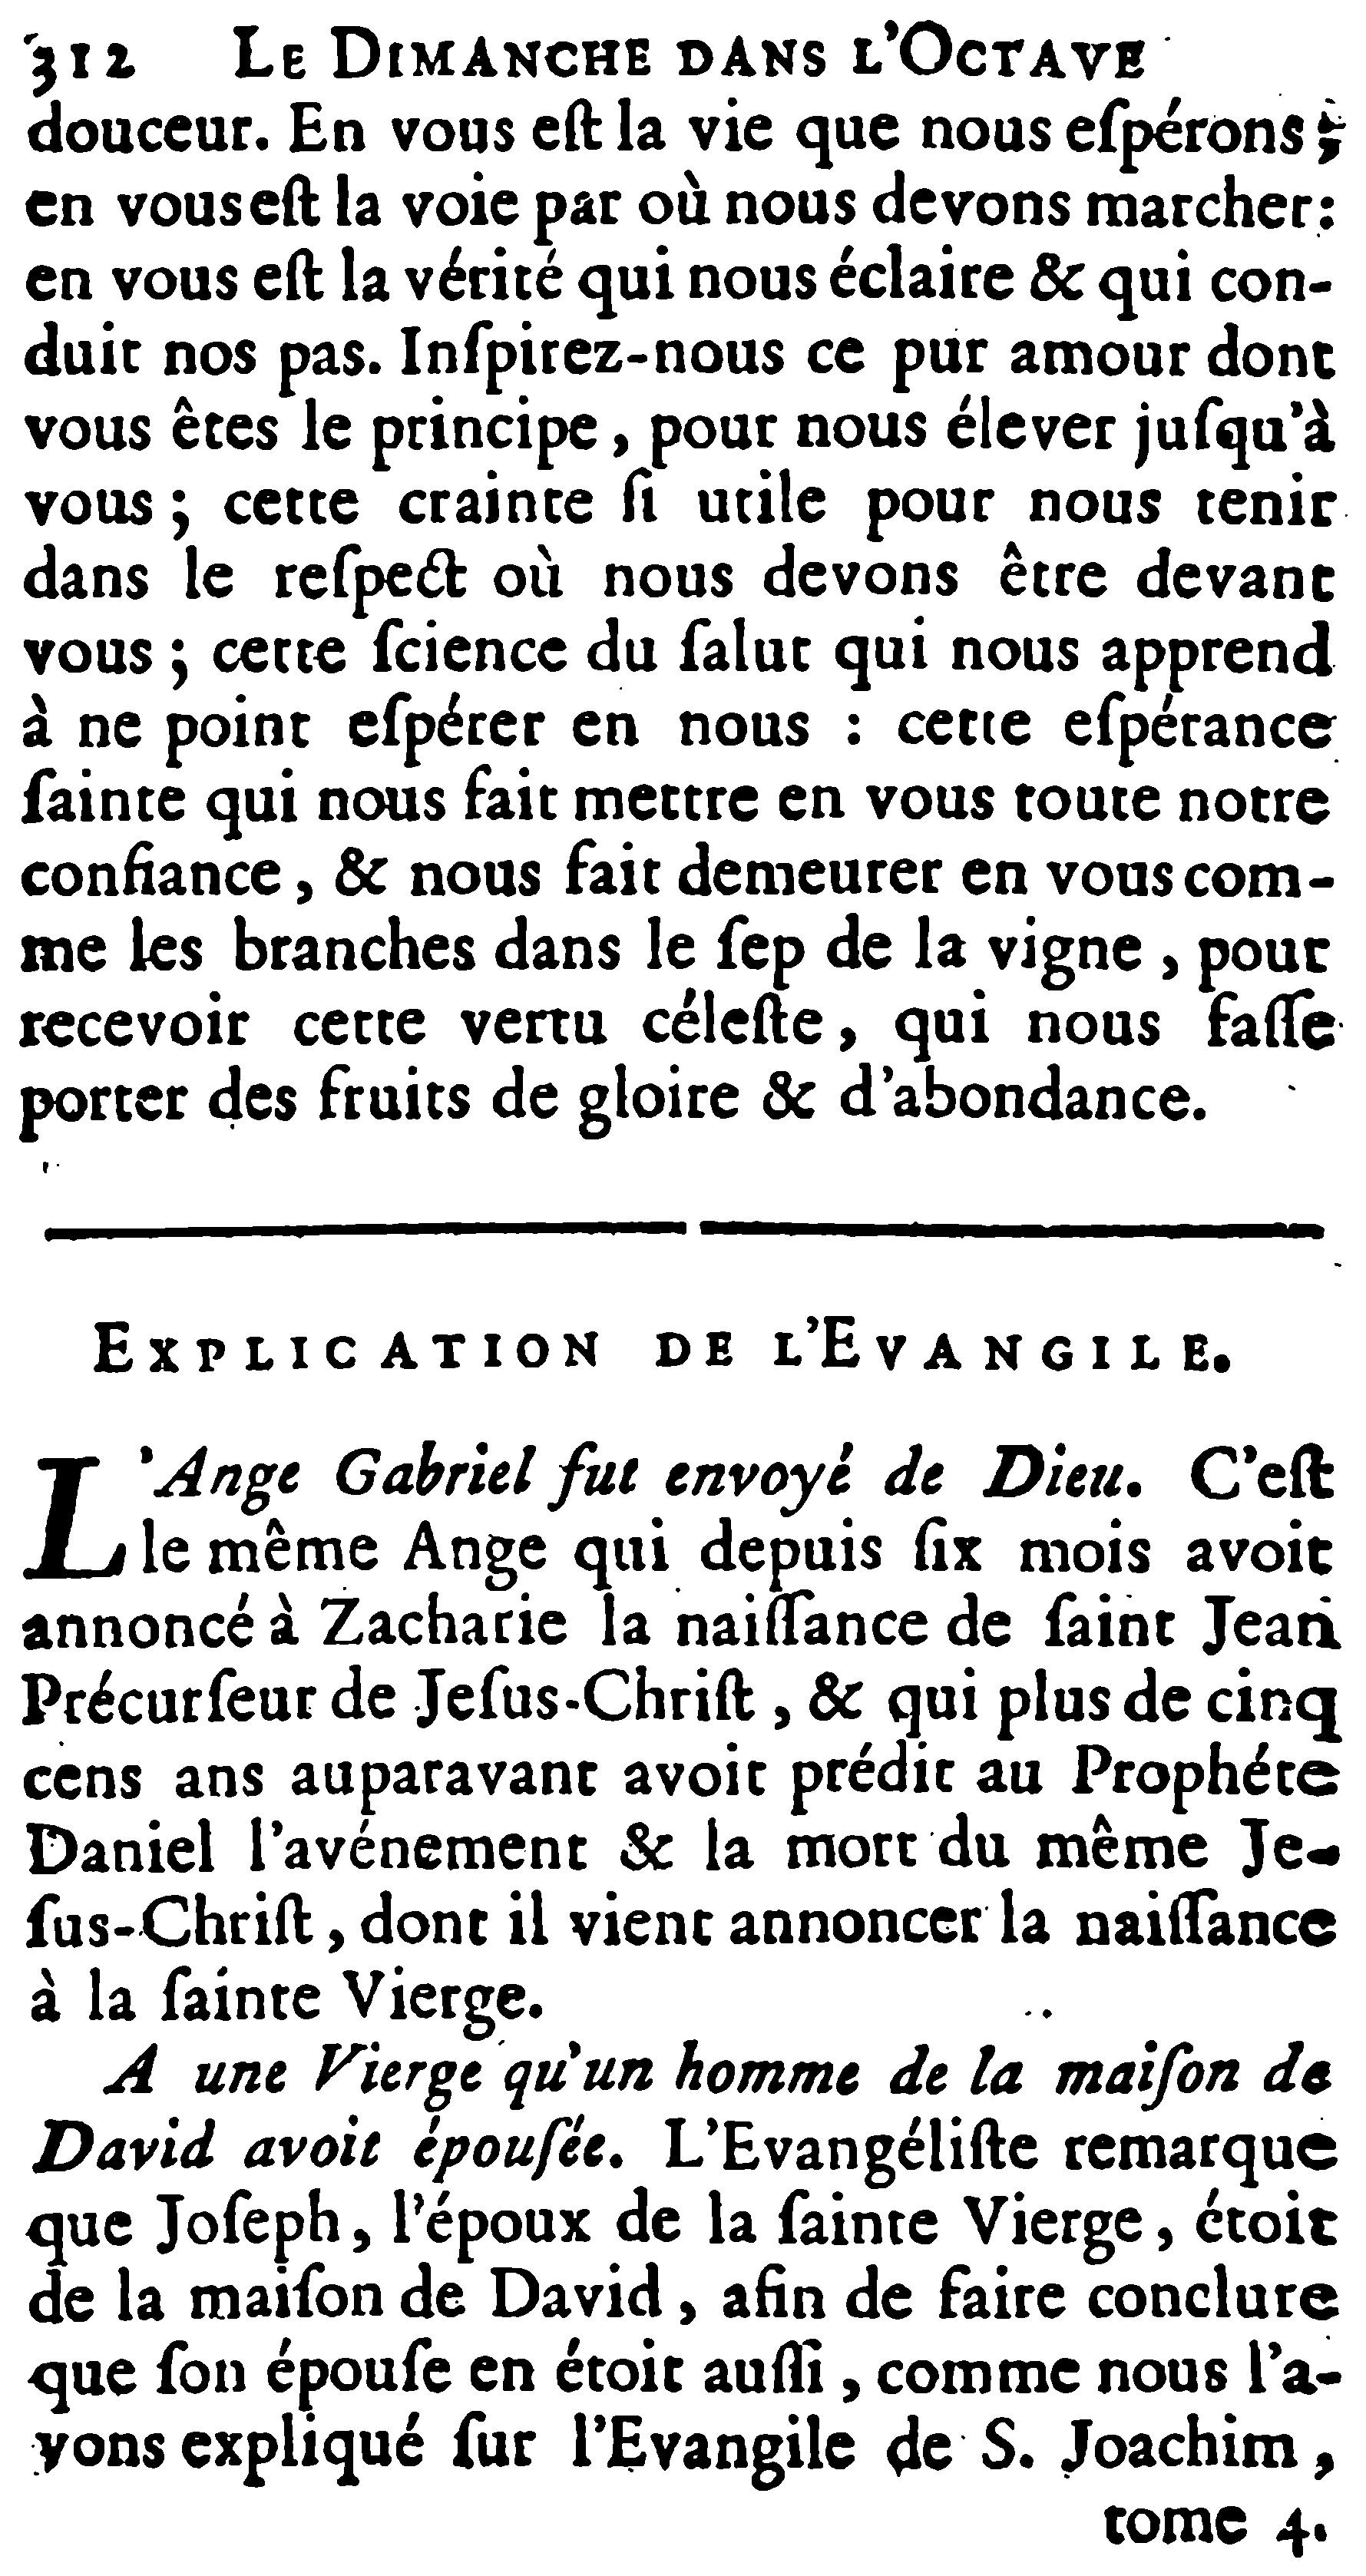 312 LE DIMANCHE DANS L'OCTAVE
douceur. En vous eſt la vie que nous eſpérons;
en vous eſt la voie par où nous devons marcher:
en vous eſt la vérité qui nous éclaire & qui con-
duit nos pas. Inſpirez-nous ce pur amour dont
vous êtes le principe, pour nous élever juſqu'à
vous; cette crainte ſi utile pour nous tenir
dans le reſpect où nous devons être devant
vous; cette ſcience du ſalut qui nous apprend
à ne point eſpérer en nous : cette eſpérance
ſainte qui nous fait mettre en vous toute notre
confiance, & nous fait demeurer en vous com-
me les branches dans le ſep de la vigne, pour
recevoir cette vertu céleſte, qui nous faſſe
porter des fruits de gloire & d'abondance.
EXPLICATION DE L'EVANGILE.
L'Ange Gabriel fut envoyé de Dieu. C'eſt
le même Ange qui depuis ſix mois avoit
annoncé à Zacharie la naiſſance de ſaint Jean
Précurſeur de Jeſus-Chriſt, & qui plus de cinq
cens ans auparavant avoit prédit au Prophéte
Daniel l'avénement & la mort du même Je-
ſus-Chriſt, dont il vient annoncer la naiſſance
à la ſainte Vierge.
A une Vierge qu'un homme de la maiſon de
David avoit épouſée. L'Evangéliſte remarque
que Joſeph, l'époux de la ſainte Vierge, étoit
de la maiſon de David, afin de faire conclure
que ſon épouſe en étoit auſſi, comme nous l'a-
vons expliqué ſur l'Evangile de S. Joachim,
tome 4.